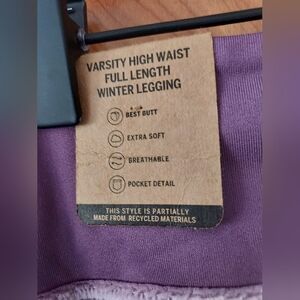 VARSITY HIGH WAIST
FULL LENGTH
WINTER LEGGING
BEST BUTT
EXTRA SOFT
BREATHABLE
POCKET DETAIL
THIS STYLE IS PARTIALLY
MADE FROM RECYCLED MATERIALS